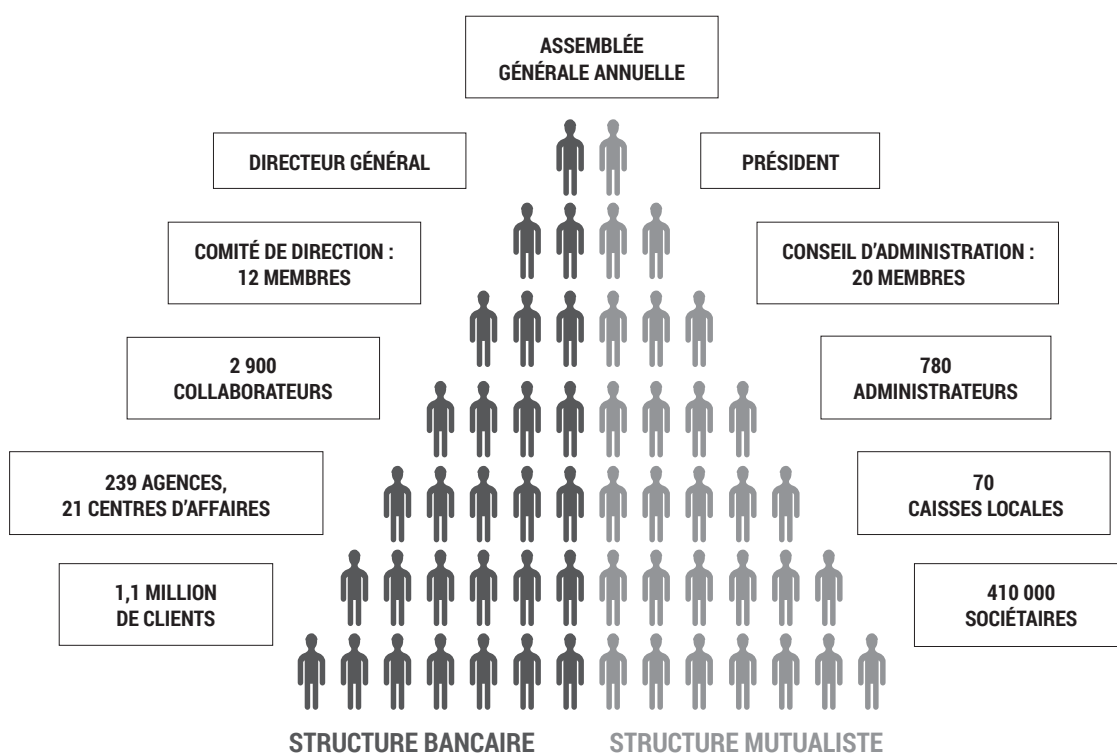 ASSEMBLÉE
GÉNÉRALE ANNUELLE
DIRECTEUR GÉNÉRAL
PRÉSIDENT
COMITÉ DE DIRECTION :
12 MEMBRES
CONSEIL D'ADMINISTRATION :
20 MEMBRES
2 900
COLLABORATEURS
780
ADMINISTRATEURS
239 AGENCES,
21 CENTRES D'AFFAIRES
70
CAISSES LOCALES
1,1 MILLION
DE CLIENTS
410 000
SOCIÉTAIRES
STRUCTURE BANCAIRE
STRUCTURE MUTUALISTE